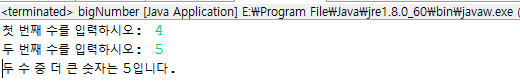 <terminated> bigNumber [Java Application] E:₩Program File₩Java₩jre1.8.0_60₩bin₩javaw.exe (
첫 번째 수를 입력하시오: 4
두 번째 수를 입력하시오: 5
두 수 중 더 큰 숫자는 5입니다.